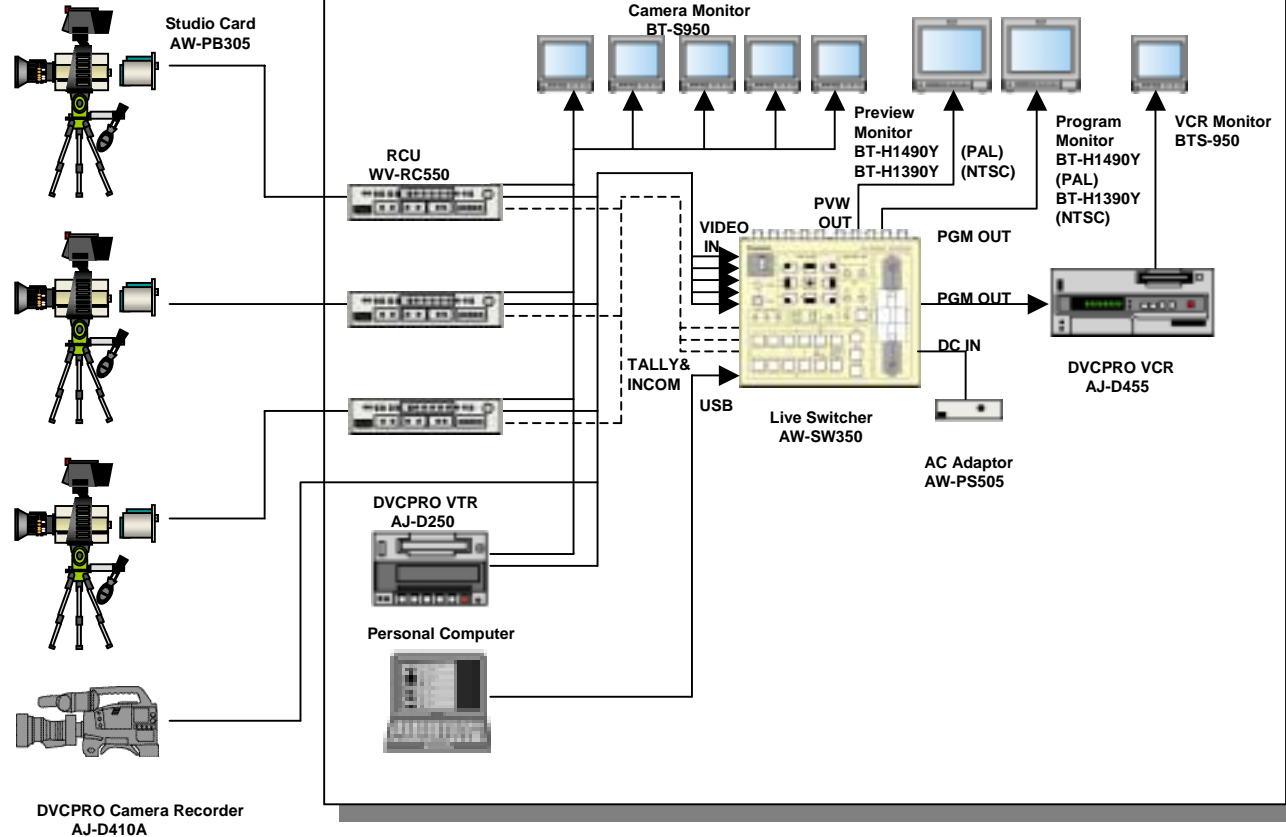 Studio Card
AW-PB305
Camera Monitor
BT-S950
RCU
WV-RC550
Preview
Monitor
BT-H1490Y (PAL)
BT-H1390Y (NTSC)
Program
Monitor
BT-H1490Y
(PAL)
BT-H1390Y
(NTSC)
VCR Monitor
BTS-950
PVW
OUT
VIDEO
IN
PGM OUT
PGM OUT
DC IN
TALLY&
INCOM
USB
Live Switcher
AW-SW350
DVCPRO VCR
AJ-D455
AC Adaptor
AW-PS505
DVCPRO VTR
AJ-D250
Personal Computer
DVCPRO Camera Recorder
AJ-D410A